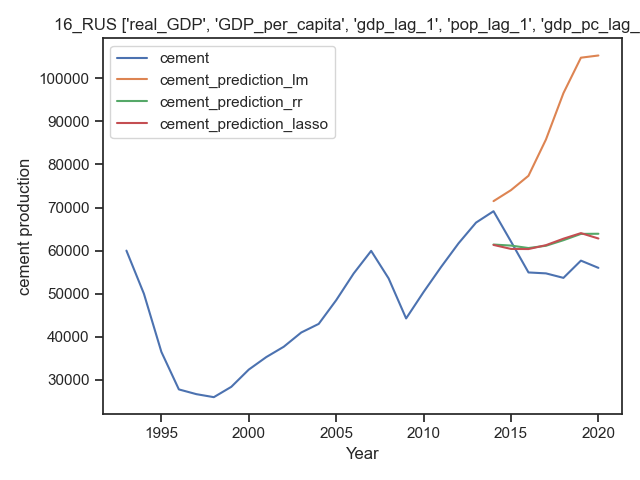 16_RUS ['real_GDP', 'GDP_per_capita', 'gdp_lag_1', 'pop_lag_1', 'gdp_pc_lag_
cement
cement_prediction_lm
cement_prediction_rr
cement_prediction_lasso
100000
90000
80000
70000
60000
50000
40000
30000
cement production
1995
2000
2005
2010
2015
2020
Year